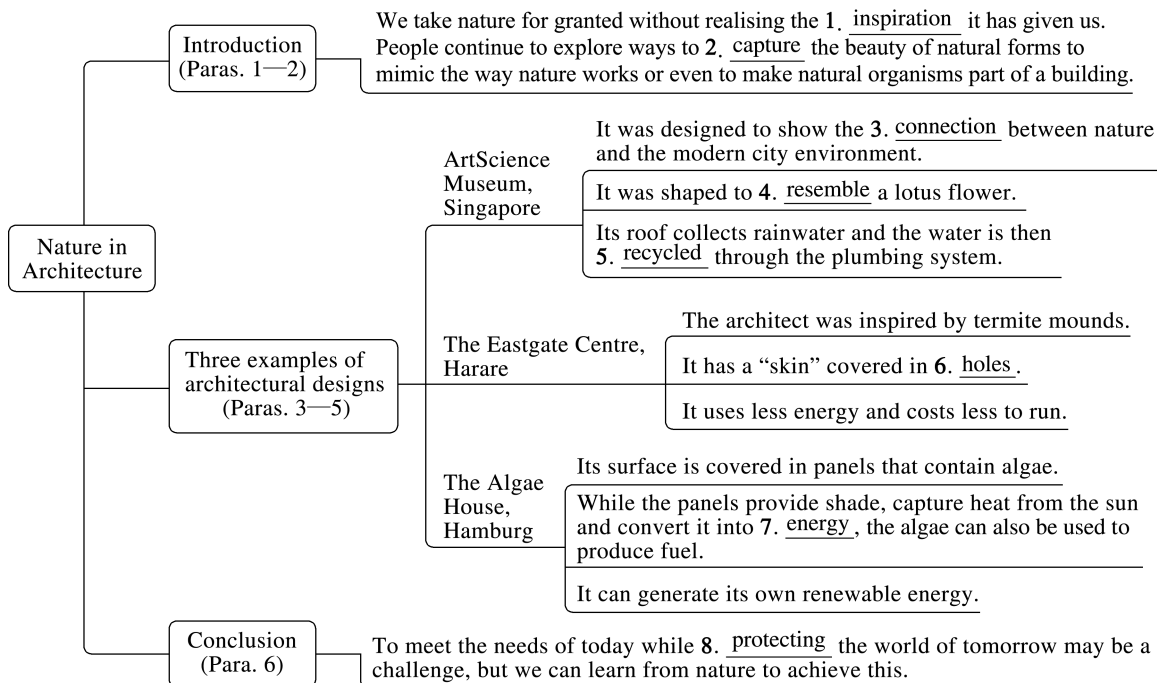 Nature in
Architecture
Introduction
(Paras. 1—2)
We take nature for granted without realising the 1. inspiration it has given us.
People continue to explore ways to 2. capture the beauty of natural forms to
mimic the way nature works or even to make natural organisms part of a building.
Three examples of
architectural designs
(Paras. 3—5)
ArtScience
Museum,
Singapore
It was designed to show the 3. connection between nature
and the modern city environment.
It was shaped to 4. resemble a lotus flower.
Its roof collects rainwater and the water is then
5. recycled through the plumbing system.
The Eastgate Centre,
Harare
The architect was inspired by termite mounds.
It has a “skin” covered in 6. holes.
It uses less energy and costs less to run.
The Algae
House,
Hamburg
Its surface is covered in panels that contain algae.
While the panels provide shade, capture heat from the sun
and convert it into 7. energy, the algae can also be used to
produce fuel.
It can generate its own renewable energy.
Conclusion
(Para. 6)
To meet the needs of today while 8. protecting the world of tomorrow may be a
challenge, but we can learn from nature to achieve this.